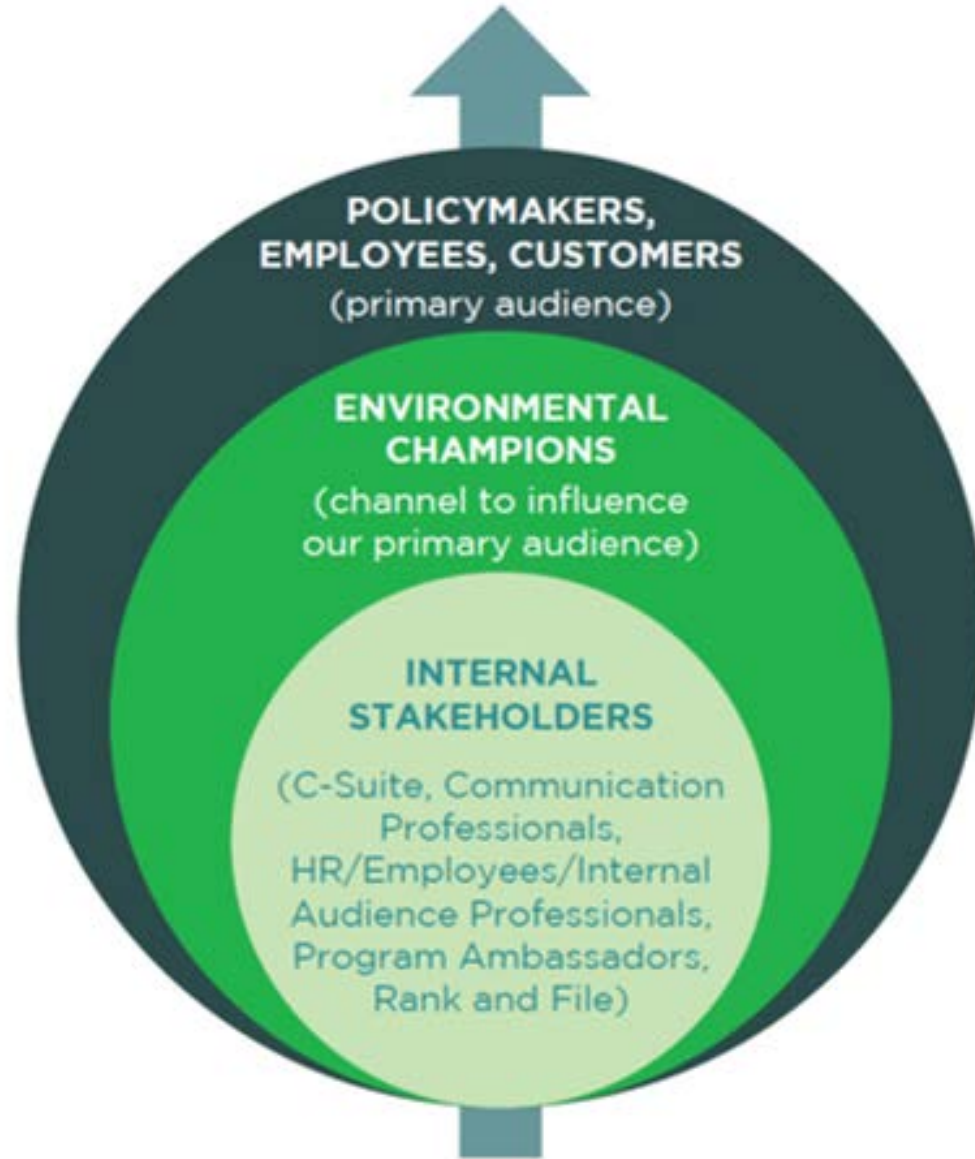 POLICYMAKERS,
EMPLOYEES, CUSTOMERS
(primary audience)
ENVIRONMENTAL
CHAMPIONS
(channel to influence
our primary audience)
INTERNAL
STAKEHOLDERS
(C-Suite, Communication
Professionals,
HR/Employees/Internal
Audience Professionals,
Program Ambassadors,
Rank and File)